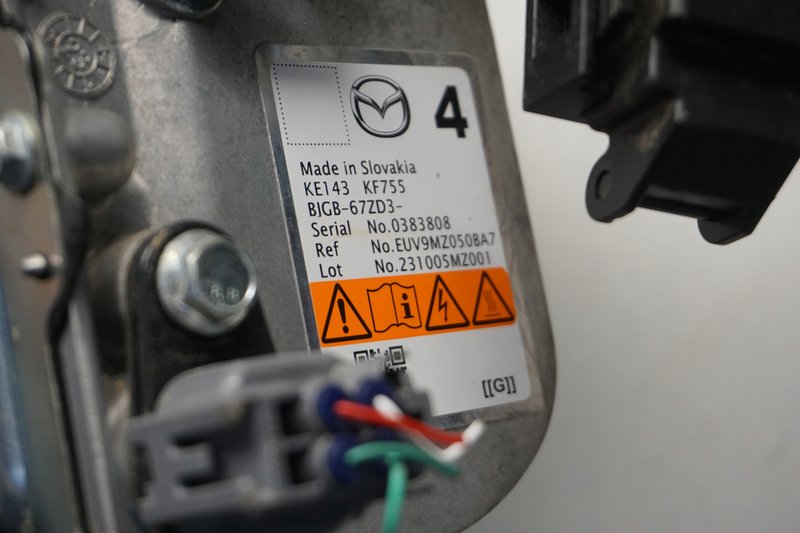 4
Made in Slovakia
KE143 KF755
BJGB-67ZD3-
Serial No.0383808
Ref No.EUV9MZ050BA7
Lot No.231005MZ001
[[G]]